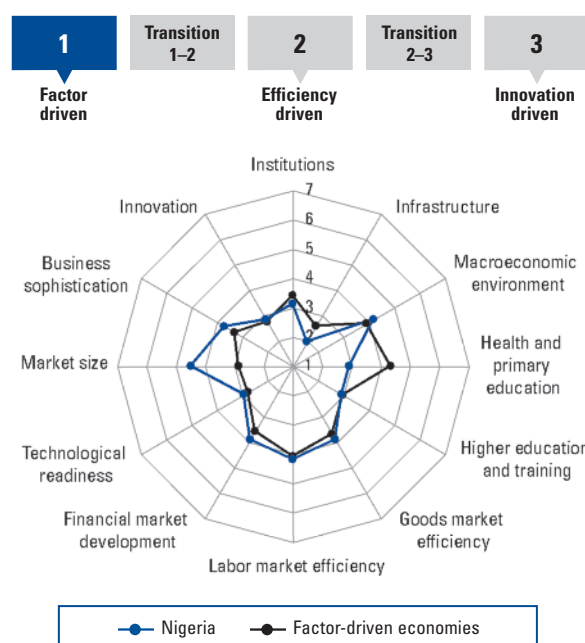 1
Transition
1–2
2
Transition
2–3
3
Factor
driven
Efficiency
driven
Innovation
driven
Institutions
7
Innovation
Infrastructure
6
5
Business
sophistication
Macroeconomic
environment
4
3
2
Market size
1
Health and
primary
education
Technological
readiness
Higher education
and training
Financial market
development
Goods market
efficiency
Labor market efficiency
Nigeria
Factor-driven economies